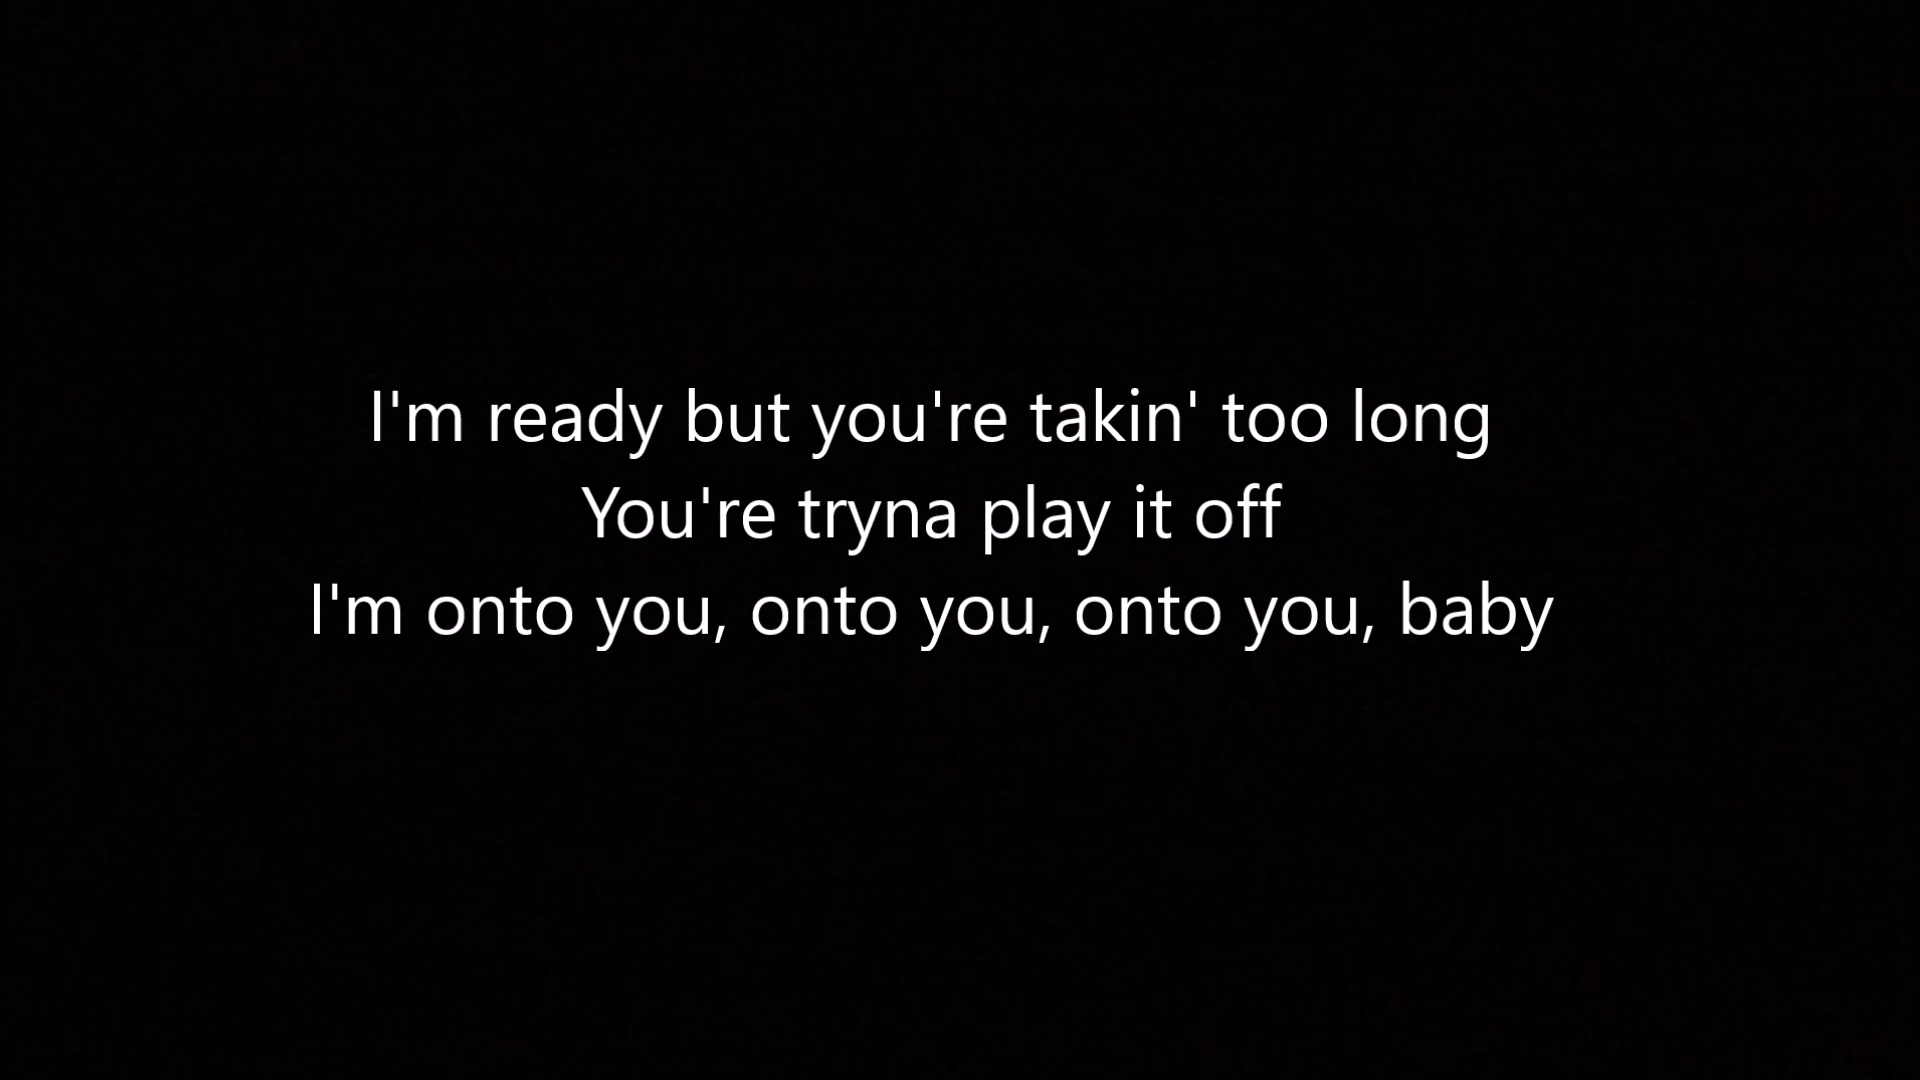 I'm ready but you're takin' too long
You're tryna play it off
I'm onto you, onto you, onto you, baby